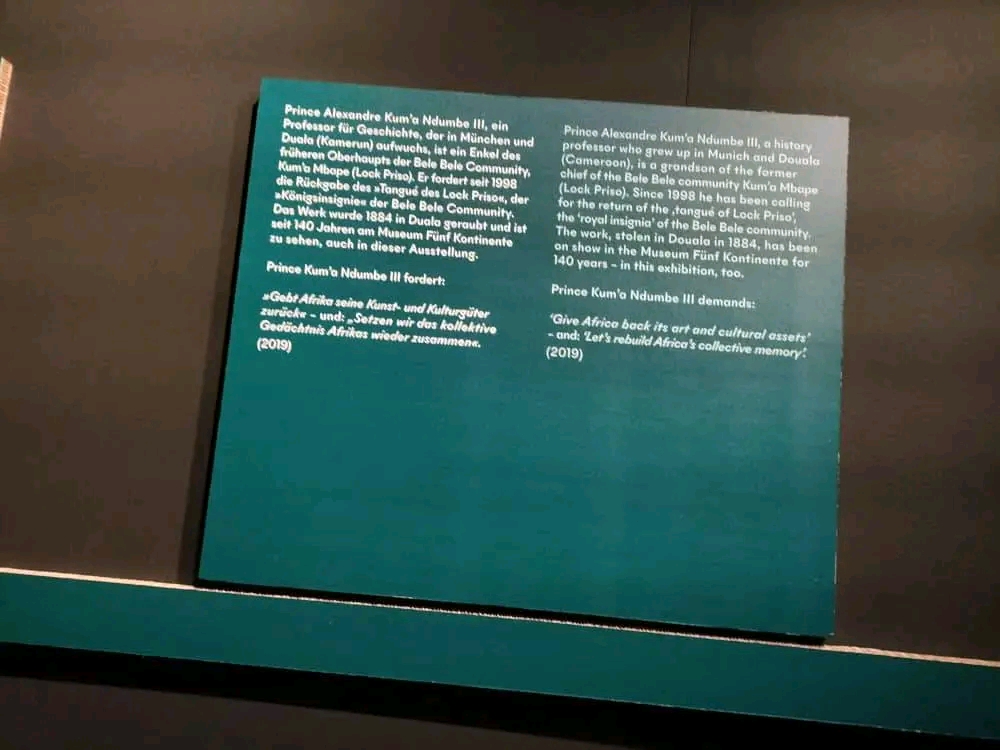 Prince Alexandre Kum'a Ndumbe III, ein
Professor für Geschichte, der in München und
Duala (Kamerun) aufwuchs, ist ein Enkel des
früheren Oberhaupts der Bele Bele Community,
Kum'a Mbape (Lock Priso). Er fordert seit 1998
die Rückgabe des »Tangué des Lock Priso«, der
»Königsinsignie« der Bele Bele Community.
Das Werk wurde 1884 in Duala geraubt und ist
seit 140 Jahren am Museum Fünf Kontinente
zu sehen, auch in dieser Ausstellung.
Prince Kum'a Ndumbe III fordert:
»Gebt Afrika seine Kunst- und Kulturgüter
zurück« – und: „Setzen wir das kollektive
Gedächtnis Afrikas wieder zusammen«.
(2019)
Prince Alexandre Kum'a Ndumbe III, a history
professor who grew up in Munich and Douala
(Cameroon), is a grandson of the former
chief of the Bele Bele community Kum'a Mbape
(Lock Priso). Since 1998 he has been calling
for the return of the ‚tangué of Lock Priso',
the 'royal insignia' of the Bele Bele community.
The work, stolen in Douala in 1884, has been
on show in the Museum Fünf Kontinente for
140 years – in this exhibition, too.
Prince Kum'a Ndumbe III demands:
'Give Africa back its art and cultural assets'
– and: 'Let's rebuild Africa's collective memory'.
(2019)